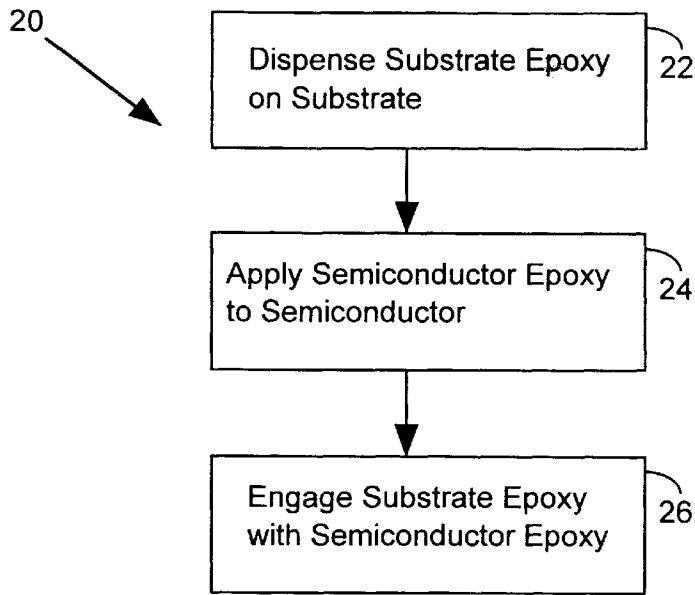 20
Dispense Substrate Epoxy
on Substrate
22
Apply Semiconductor Epoxy
to Semiconductor
24
Engage Substrate Epoxy
with Semiconductor Epoxy
26